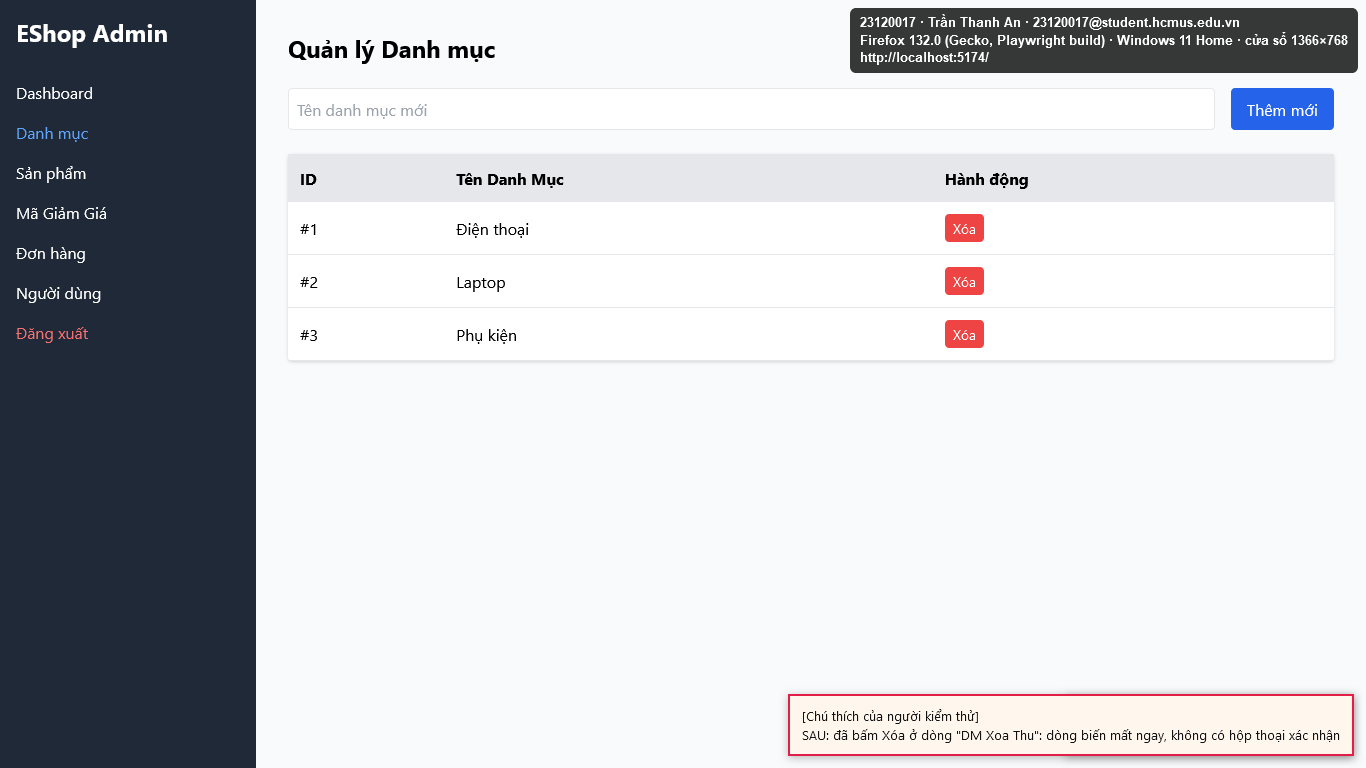 EShop Admin
Dashboard
Danh mục
Sản phẩm
Mã Giảm Giá
Đơn hàng
Người dùng
Đăng xuất
23120017 · Trần Thanh An · 23120017@student.hcmus.edu.vn
Firefox 132.0 (Gecko, Playwright build) · Windows 11 Home · cửa sổ 1366×768
http://localhost:5174/
Quản lý Danh mục
Tên danh mục mới
Thêm mới
ID Tên Danh Mục Hành động
#1 Điện thoại Xóa
#2 Laptop Xóa
#3 Phụ kiện Xóa
[Chú thích của người kiểm thử]
SAU: đã bấm Xóa ở dòng "DM Xoa Thu": dòng biến mất ngay, không có hộp thoại xác nhận